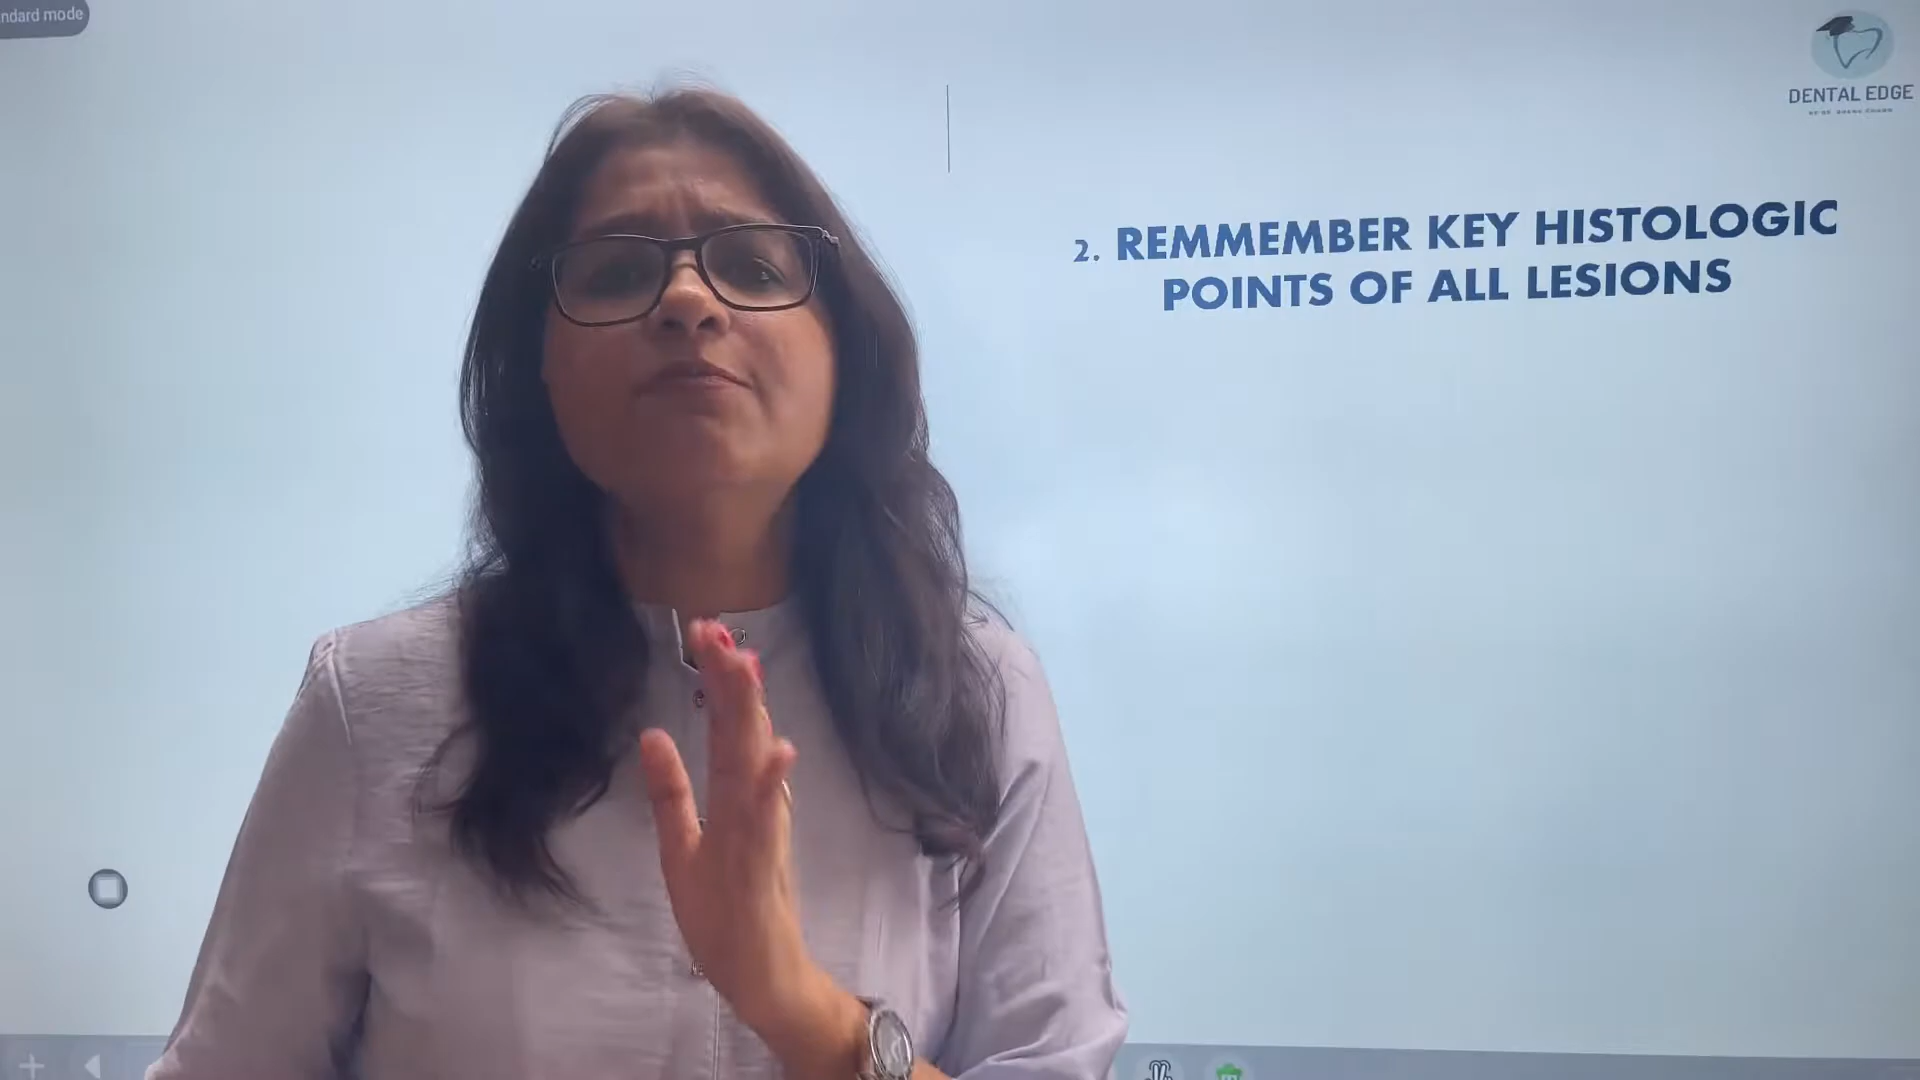 ndard mode
DENTAL EDGE
2. REMMEMBER KEY HISTOLOGIC
POINTS OF ALL LESIONS